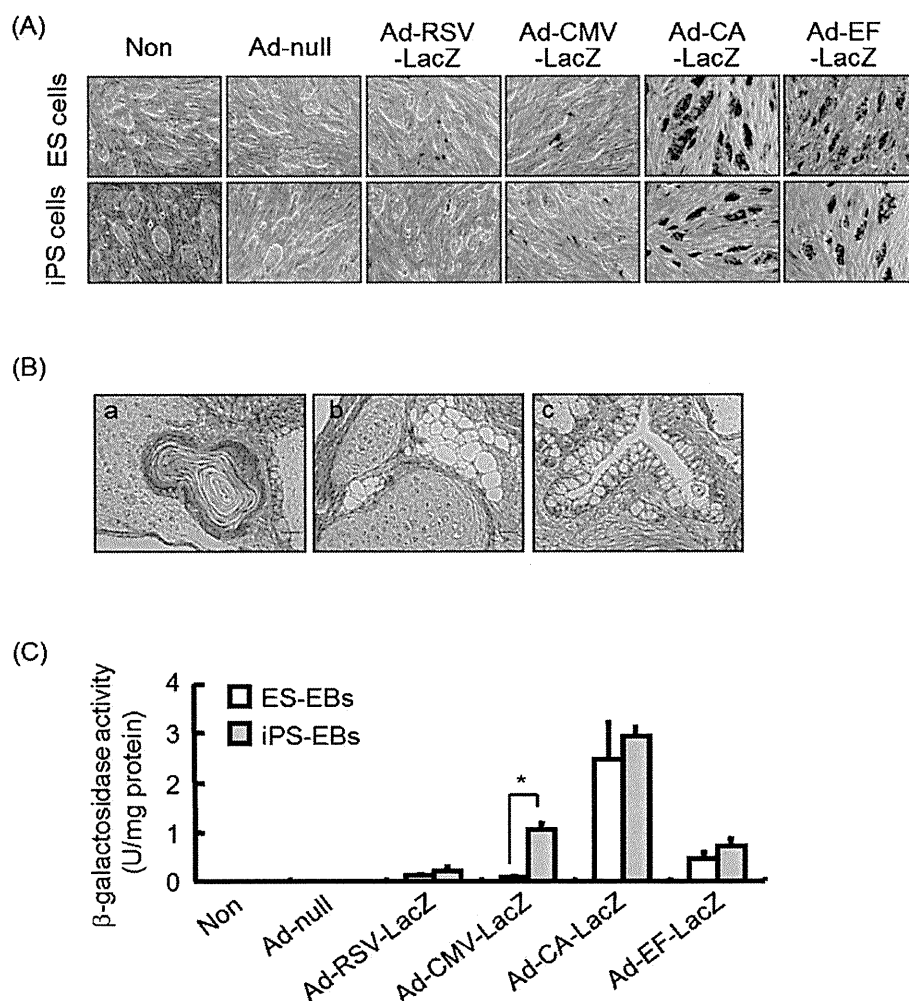 (A)
Non Ad-null Ad-RSV-LacZ Ad-CMV-LacZ Ad-CA-LacZ Ad-EF-LacZ
ES cells
iPS cells
(B)
a b c
(C)
β-galactosidase activity
(U/mg protein)
4
3
2
1
0
ES-EBs
iPS-EBs
*
Non Ad-null Ad-RSV-LacZ Ad-CMV-LacZ Ad-CA-LacZ Ad-EF-LacZ